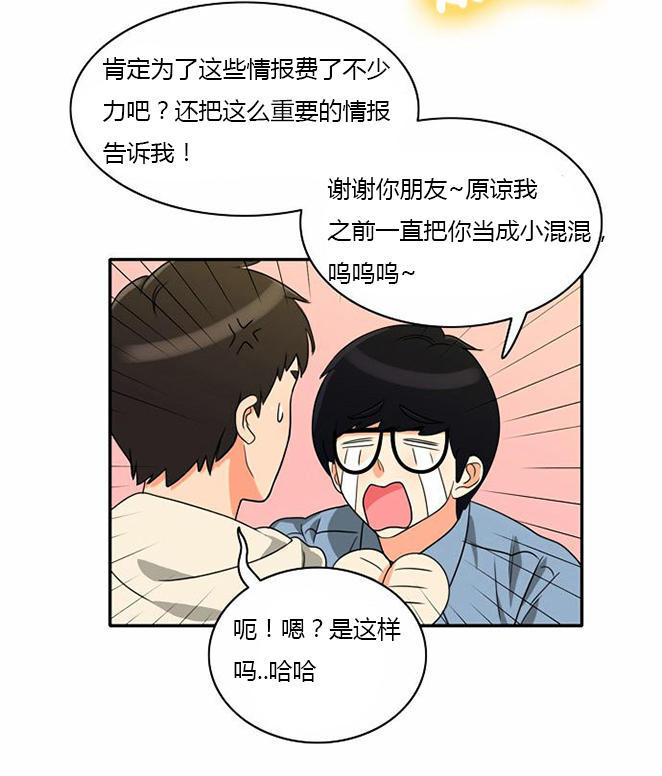 肯定为了这些情报费了不少
力吧？还把这么重要的情报
告诉我！
谢谢你朋友~原谅我
之前一直把你当成小混混，
呜呜呜~
呃！嗯？是这样
吗..哈哈